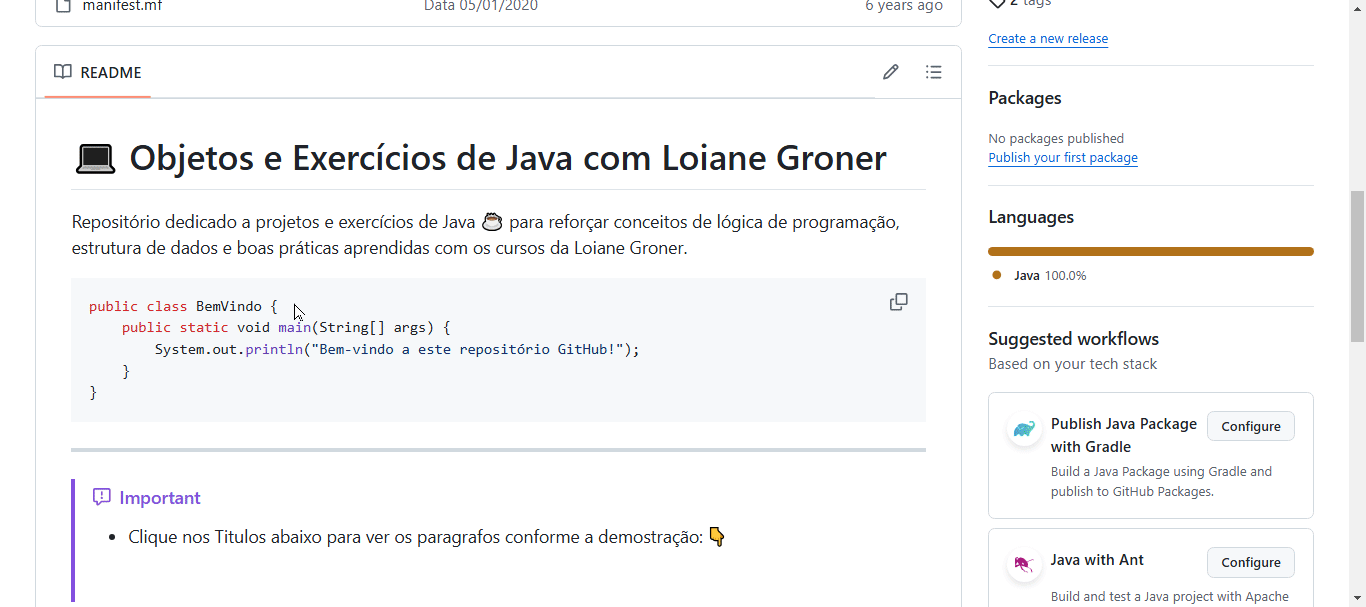 manifest.mf Data 05/01/2020 6 years ago
README
💻 Objetos e Exercícios de Java com Loiane Groner
Repositório dedicado a projetos e exercícios de Java ☕ para reforçar conceitos de lógica de programação,
estrutura de dados e boas práticas aprendidas com os cursos da Loiane Groner.
public class BemVindo {
    public static void main(String[] args) {
        System.out.println("Bem-vindo a este repositório GitHub!");
    }
}
Important
• Clique nos Titulos abaixo para ver os paragrafos conforme a demostração: 👇
2 tags
Create a new release
Packages
No packages published
Publish your first package
Languages
Java 100.0%
Suggested workflows
Based on your tech stack
Publish Java Package
with Gradle
Configure
Build a Java Package using Gradle and
publish to GitHub Packages.
Java with Ant
Configure
Build and test a Java project with Apache